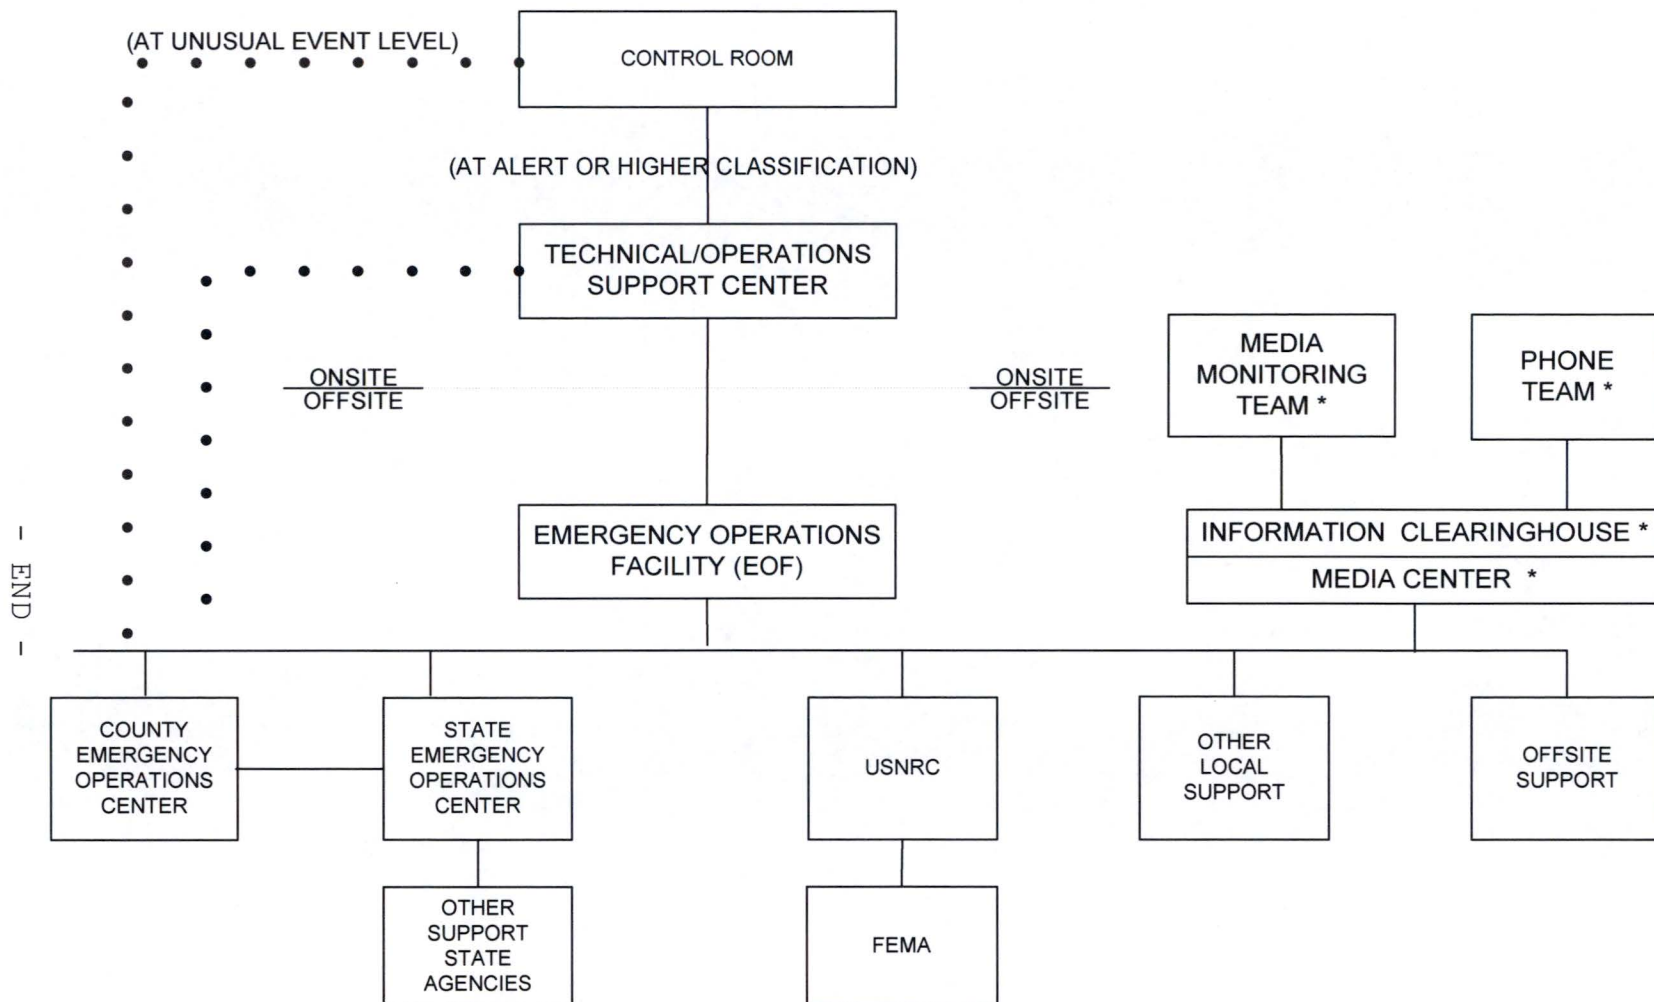 (AT UNUSUAL EVENT LEVEL)
CONTROL ROOM
(AT ALERT OR HIGHER CLASSIFICATION)
TECHNICAL/OPERATIONS
SUPPORT CENTER
ONSITE
OFFSITE
ONSITE
OFFSITE
MEDIA
MONITORING
TEAM *
PHONE
TEAM *
EMERGENCY OPERATIONS
FACILITY (EOF)
INFORMATION CLEARINGHOUSE *
MEDIA CENTER *
- END -
COUNTY
EMERGENCY
OPERATIONS
CENTER
STATE
EMERGENCY
OPERATIONS
CENTER
USNRC
OTHER
LOCAL
SUPPORT
OFFSITE
SUPPORT
OTHER
SUPPORT
STATE
AGENCIES
FEMA